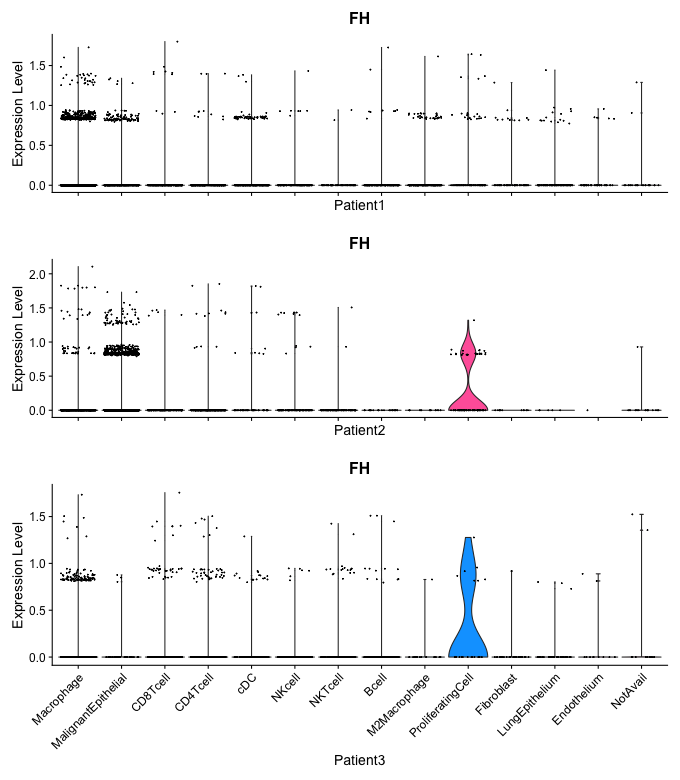 FH
Expression Level
1.5
1.0
0.5
0.0
Patient1
FH
Expression Level
2.0
1.5
1.0
0.5
0.0
Patient2
FH
Expression Level
1.5
1.0
0.5
0.0
Macrophage
MalignantEpithelial
CD8Tcell
CD4Tcell
cDC
NKcell
NKTcell
Bcell
M2Macrophage
ProliferatingCell
Fibroblast
LungEpithelium
Endothelium
NotAvail
Patient3